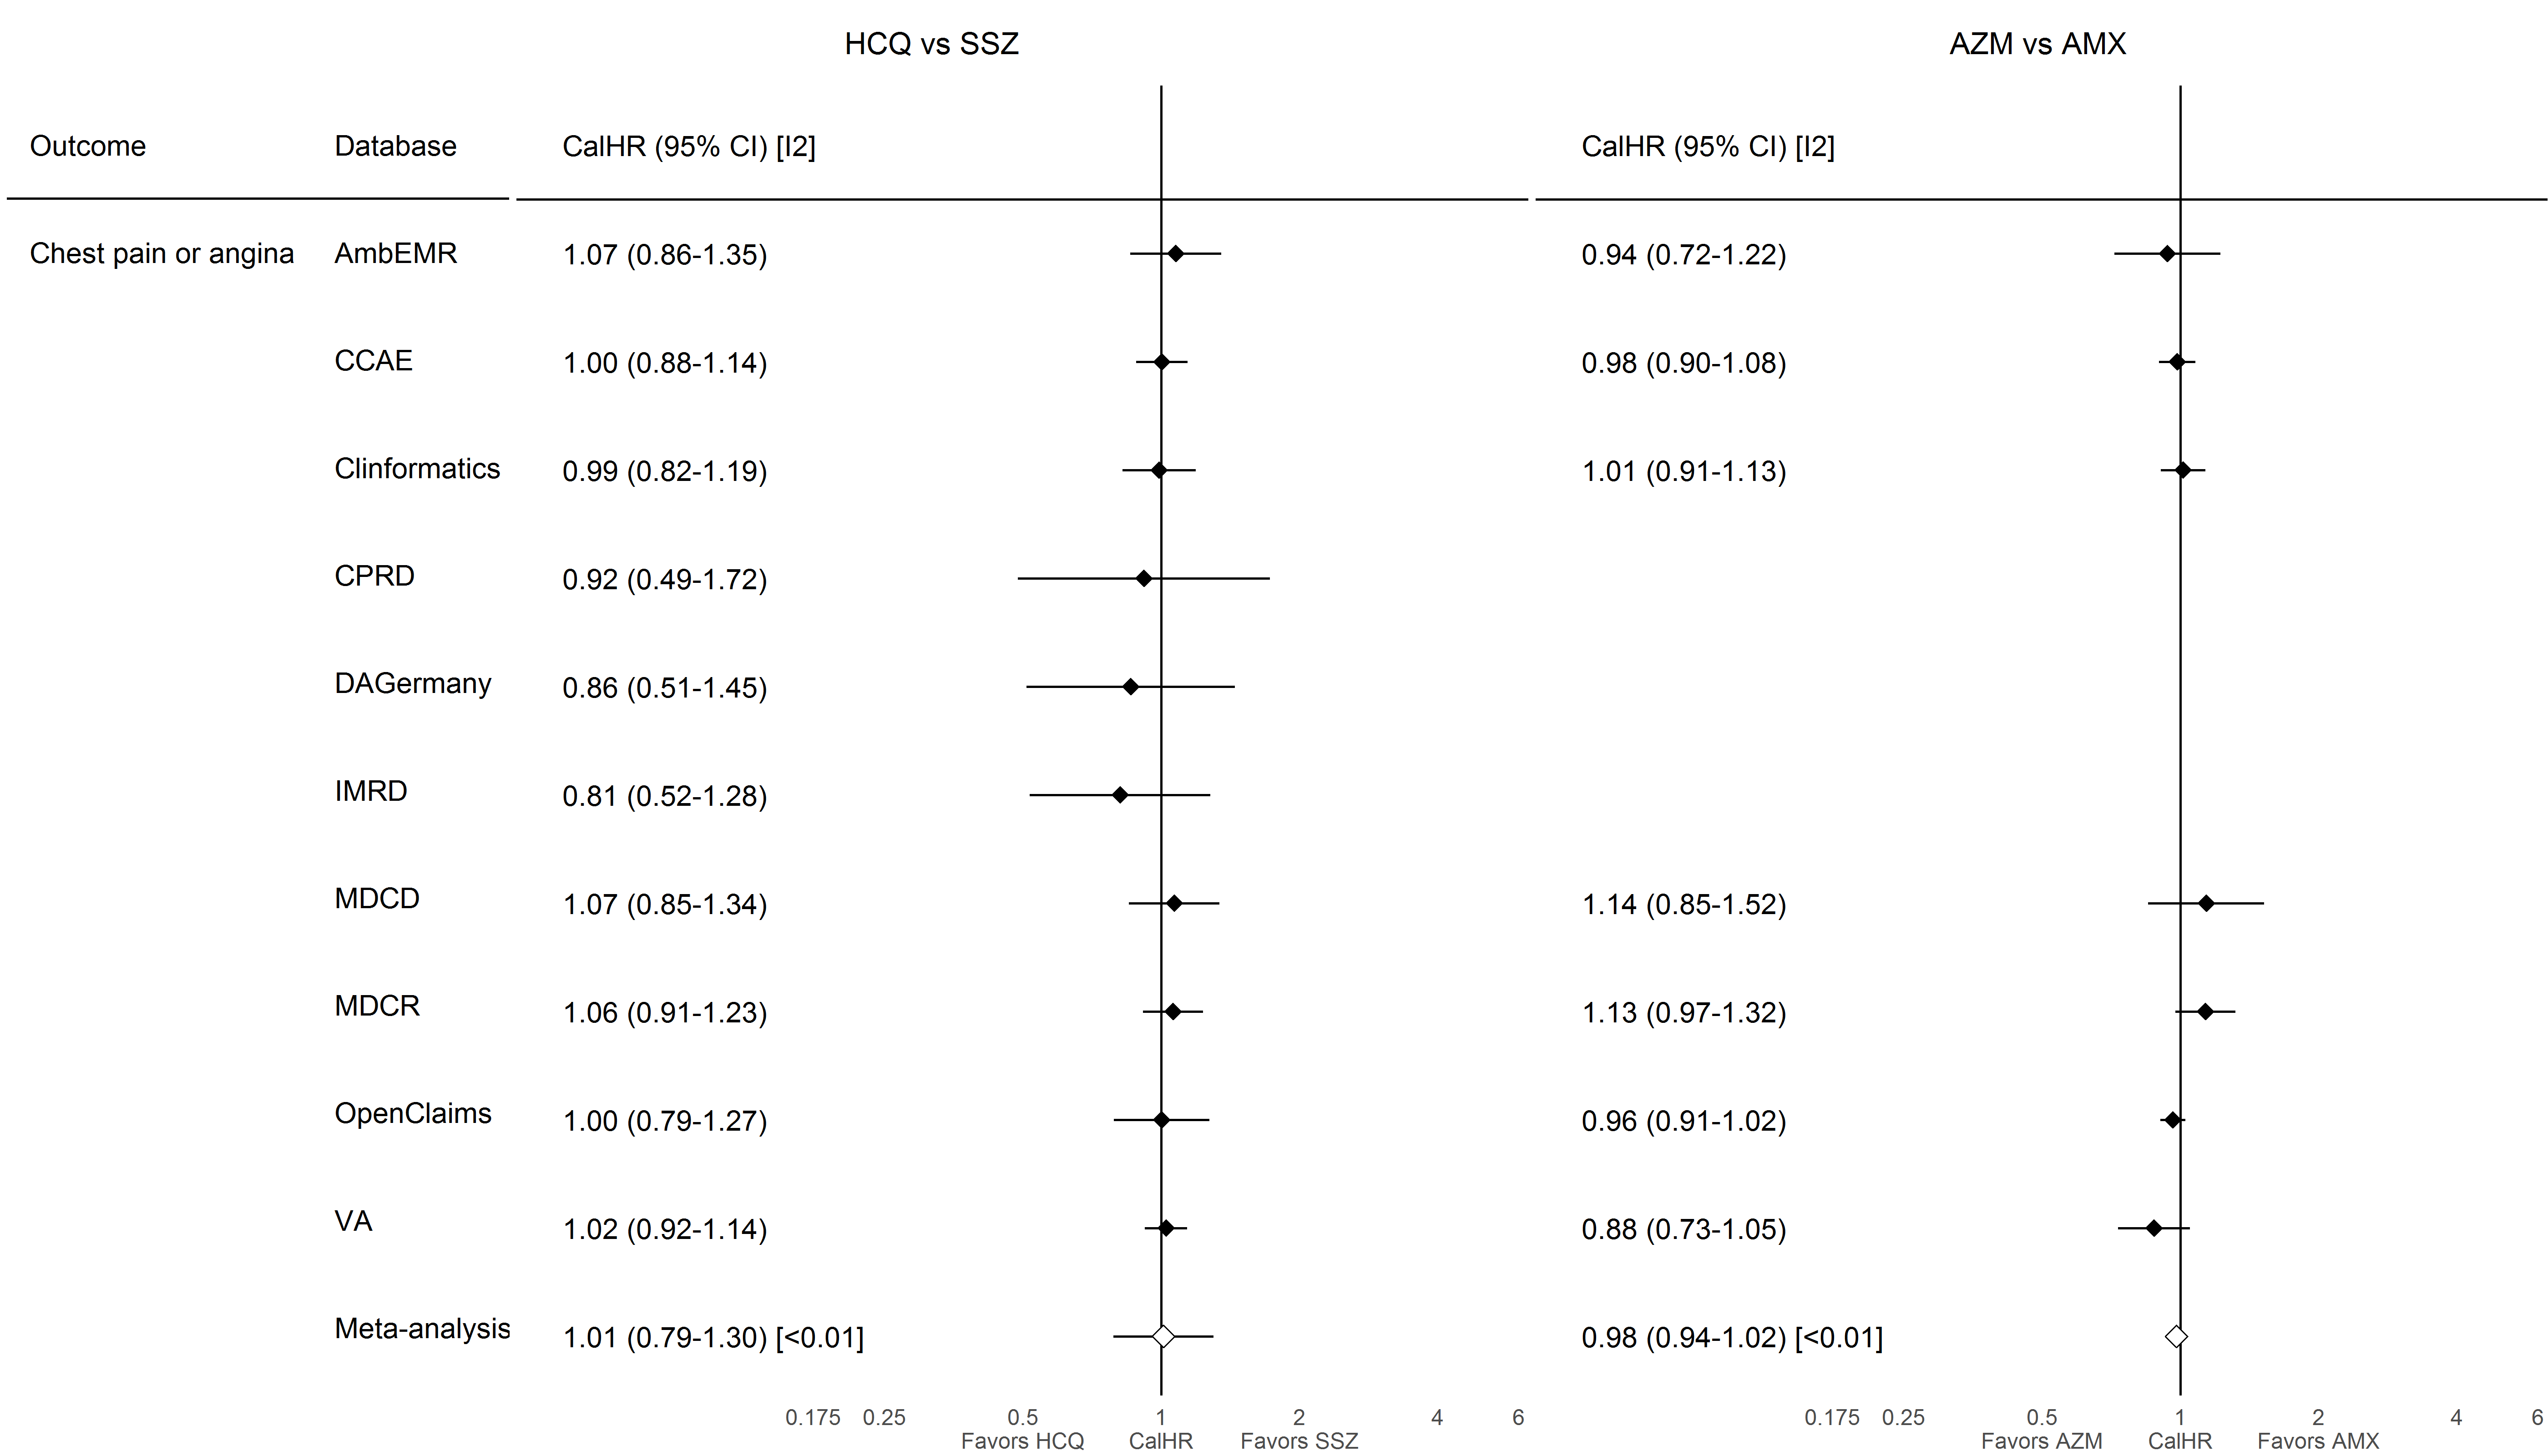 HCQ vs SSZ AZM vs AMX
Outcome Database CalHR (95% CI) [I2] CalHR (95% CI) [I2]
Chest pain or angina AmbEMR 1.07 (0.86-1.35) 0.94 (0.72-1.22)
CCAE 1.00 (0.88-1.14) 0.98 (0.90-1.08)
Clinformatics 0.99 (0.82-1.19) 1.01 (0.91-1.13)
CPRD 0.92 (0.49-1.72)
DAGermany 0.86 (0.51-1.45)
IMRD 0.81 (0.52-1.28)
MDCD 1.07 (0.85-1.34) 1.14 (0.85-1.52)
MDCR 1.06 (0.91-1.23) 1.13 (0.97-1.32)
OpenClaims 1.00 (0.79-1.27) 0.96 (0.91-1.02)
VA 1.02 (0.92-1.14) 0.88 (0.73-1.05)
Meta-analysis 1.01 (0.79-1.30) [<0.01] 0.98 (0.94-1.02) [<0.01]
0.175 0.25 0.5 1 2 4 6 0.175 0.25 0.5 1 2 4 6
Favors HCQ CalHR Favors SSZ Favors AZM CalHR Favors AMX